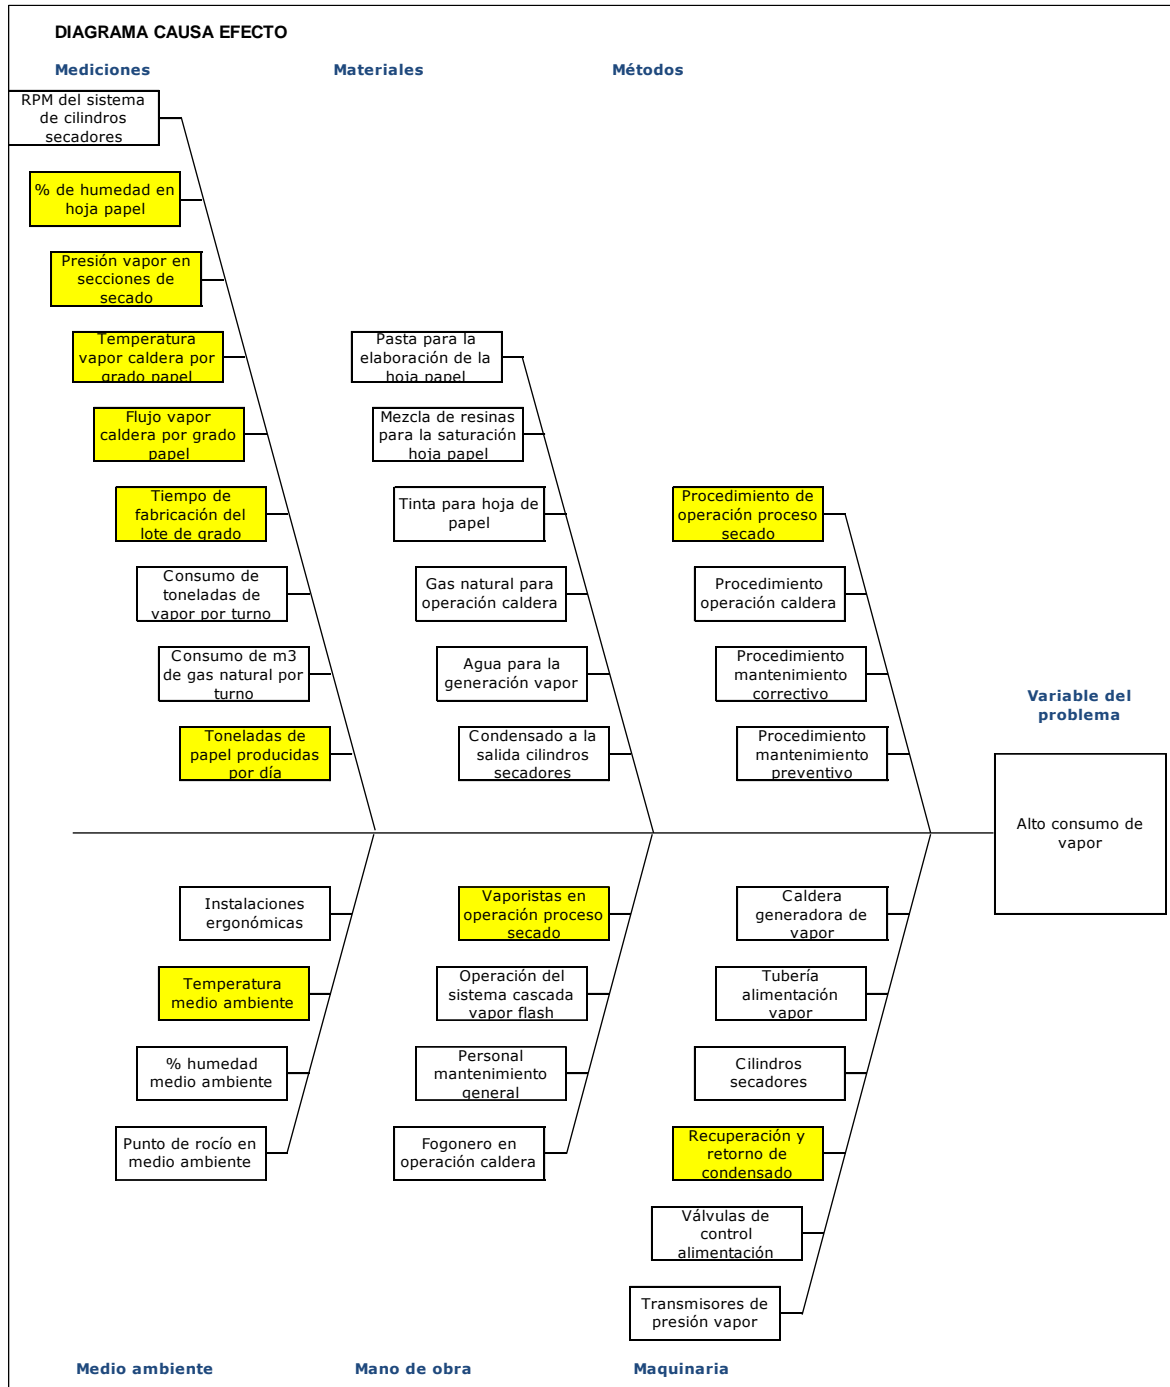 DIAGRAMA CAUSA EFECTO
Mediciones
Materiales
Métodos
RPM del sistema
de cilindros
secadores
% de humedad en
hoja papel
Presión vapor en
secciones de
secado
Temperatura
vapor caldera por
grado papel
Flujo vapor
caldera por grado
papel
Tiempo de
fabricación del
lote de grado
Consumo de
toneladas de
vapor por turno
Consumo de m3
de gas natural por
turno
Toneladas de
papel producidas
por día
Pasta para la
elaboración de la
hoja papel
Mezcla de resinas
para la saturación
hoja papel
Tinta para hoja de
papel
Gas natural para
operación caldera
Agua para la
generación vapor
Condensado a la
salida cilindros
secadores
Procedimiento de
operación proceso
secado
Procedimiento
operación caldera
Procedimiento
mantenimiento
correctivo
Procedimiento
mantenimiento
preventivo
Variable del
problema
Alto consumo de
vapor
Instalaciones
ergonómicas
Temperatura
medio ambiente
% humedad
medio ambiente
Punto de rocío en
medio ambiente
Vaporistas en
operación proceso
secado
Operación del
sistema cascada
vapor flash
Personal
mantenimiento
general
Fogonero en
operación caldera
Caldera
generadora de
vapor
Tubería
alimentación
vapor
Cilindros
secadores
Recuperación y
retorno de
condensado
Válvulas de
control
alimentación
Transmisores de
presión vapor
Medio ambiente
Mano de obra
Maquinaria